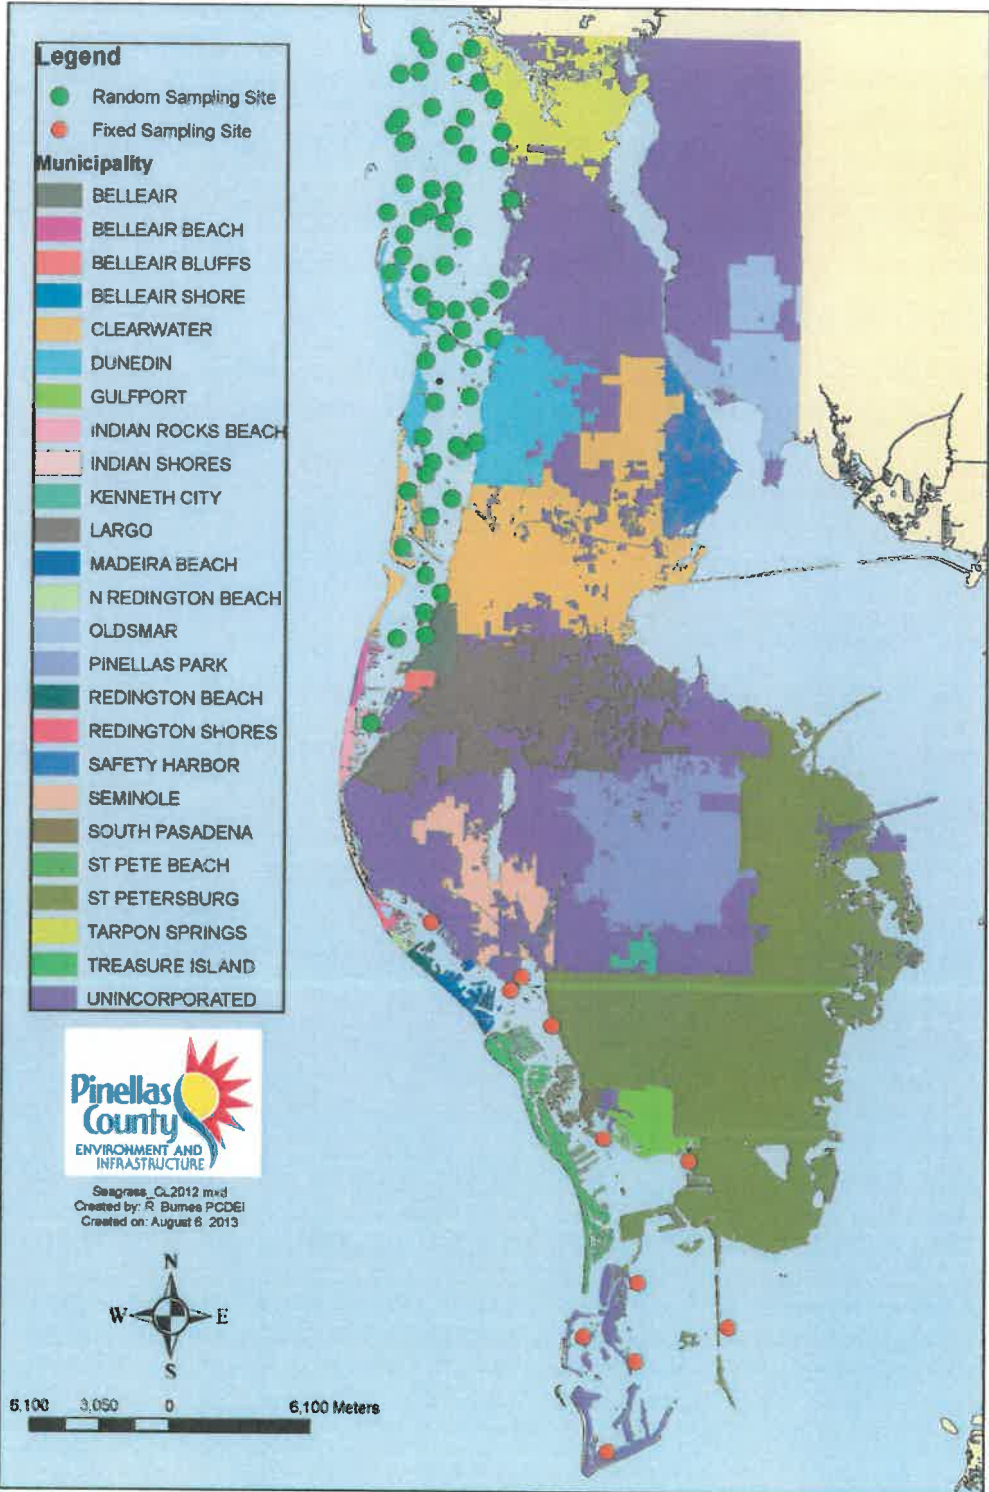 Legend
Random Sampling Site
Fixed Sampling Site
Municipality
BELLEAIR
BELLEAIR BEACH
BELLEAIR BLUFFS
BELLEAIR SHORE
CLEARWATER
DUNEDIN
GULFPORT
INDIAN ROCKS BEACH
INDIAN SHORES
KENNETH CITY
LARGO
MADEIRA BEACH
N REDINGTON BEACH
OLDSMAR
PINELLAS PARK
REDINGTON BEACH
REDINGTON SHORES
SAFETY HARBOR
SEMINOLE
SOUTH PASADENA
ST PETE BEACH
ST PETERSBURG
TARPON SPRINGS
TREASURE ISLAND
UNINCORPORATED
Pinellas
County
ENVIRONMENT AND
INFRASTRUCTURE
Seagrass_CL2012 mxd
Created by: R Burnes PCDEI
Created on: August 6 2013
N
W E
S
6,100 3,050 0 6,100 Meters